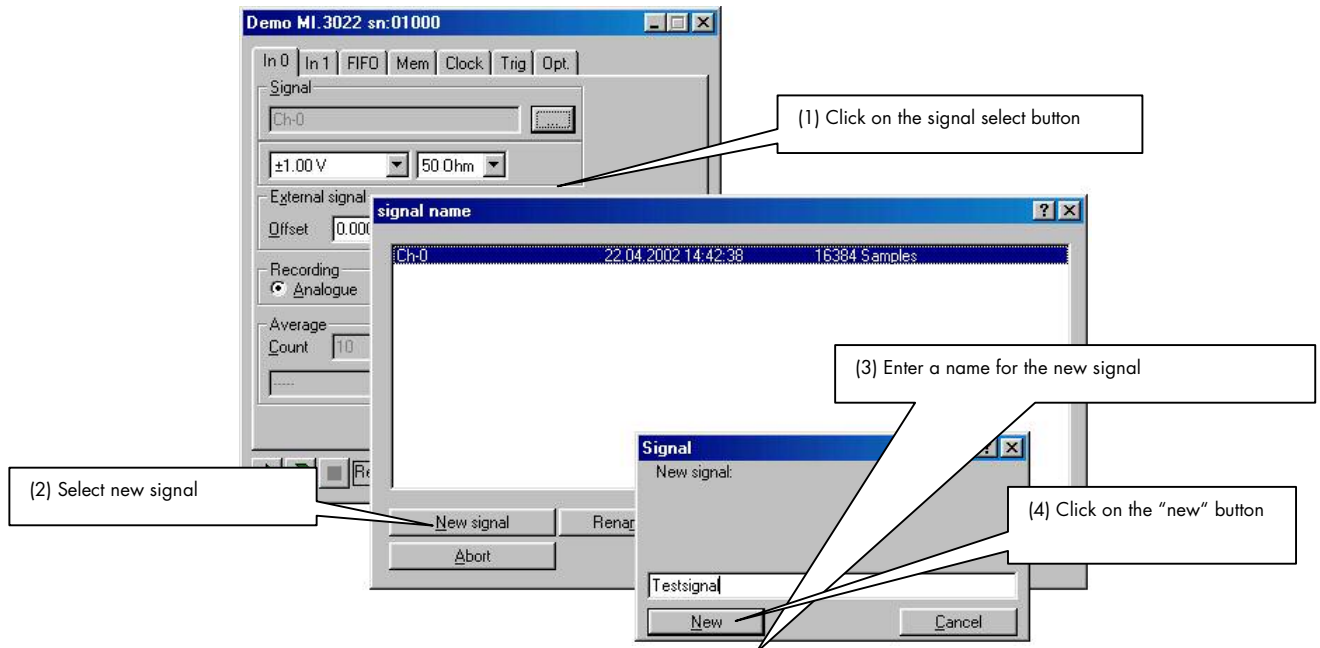 Demo MI.3022 sn:01000
In 0 In 1 FIFO Mem Clock Trig Opt.
Signal
Ch-0 ...
±1.00 V 50 Ohm
(1) Click on the signal select button
External signal
Offset 0.000
signal name
Ch-0 22.04.2002 14:42:38 16384 Samples
Recording
Analogue
Average
Count 10
-----
(3) Enter a name for the new signal
Signal
New signal:
(2) Select new signal
New signal
Abort
(4) Click on the “new“ button
Testsignal
New Cancel